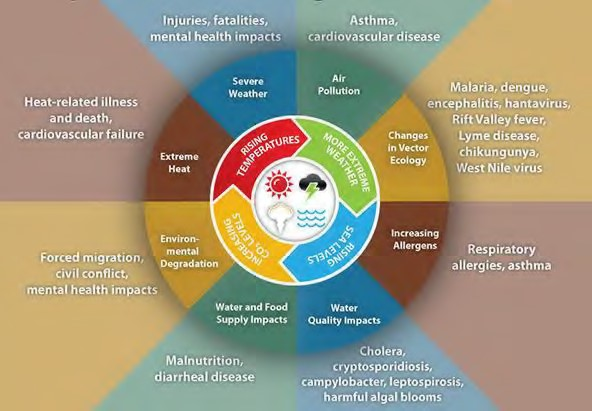 Injuries, fatalities,
mental health impacts
Asthma,
cardiovascular disease
Severe
Weather
Air
Pollution
Heat-related illness
and death,
cardiovascular failure
Malaria, dengue,
encephalitis, hantavirus,
Rift Valley fever,
Lyme disease,
chikungunya,
West Nile virus
Extreme
Heat
Changes
in Vector
Ecology
RISING
TEMPERATURES
MORE EXTREME
WEATHER
INCREASING
CO₂ LEVELS
RISING
SEA LEVELS
Environ-
mental
Degradation
Increasing
Allergens
Forced migration,
civil conflict,
mental health impacts
Respiratory
allergies, asthma
Water and Food
Supply Impacts
Water
Quality Impacts
Malnutrition,
diarrheal disease
Cholera,
cryptosporidiosis,
campylobacter, leptospirosis,
harmful algal blooms